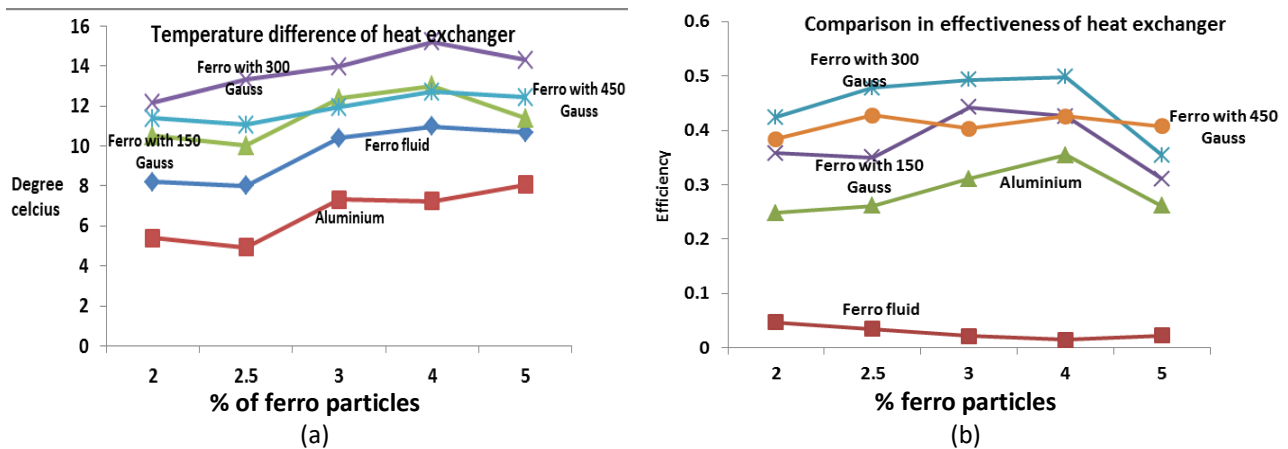 Temperature difference of heat exchanger
16
14
12
10
8
6
4
2
0
Degree
celcius
Ferro with 300
Gauss
Ferro with 450
Gauss
Ferro with 150
Gauss
Ferro fluid
Aluminium
2 2.5 3 4 5
% of ferro particles
(a)
Comparison in effectiveness of heat exchanger
0.6
0.5
0.4
0.3
0.2
0.1
0
Efficiency
Ferro with 300
Gauss
Ferro with 450
Gauss
Ferro with 150
Gauss
Aluminium
Ferro fluid
2 2.5 3 4 5
% ferro particles
(b)